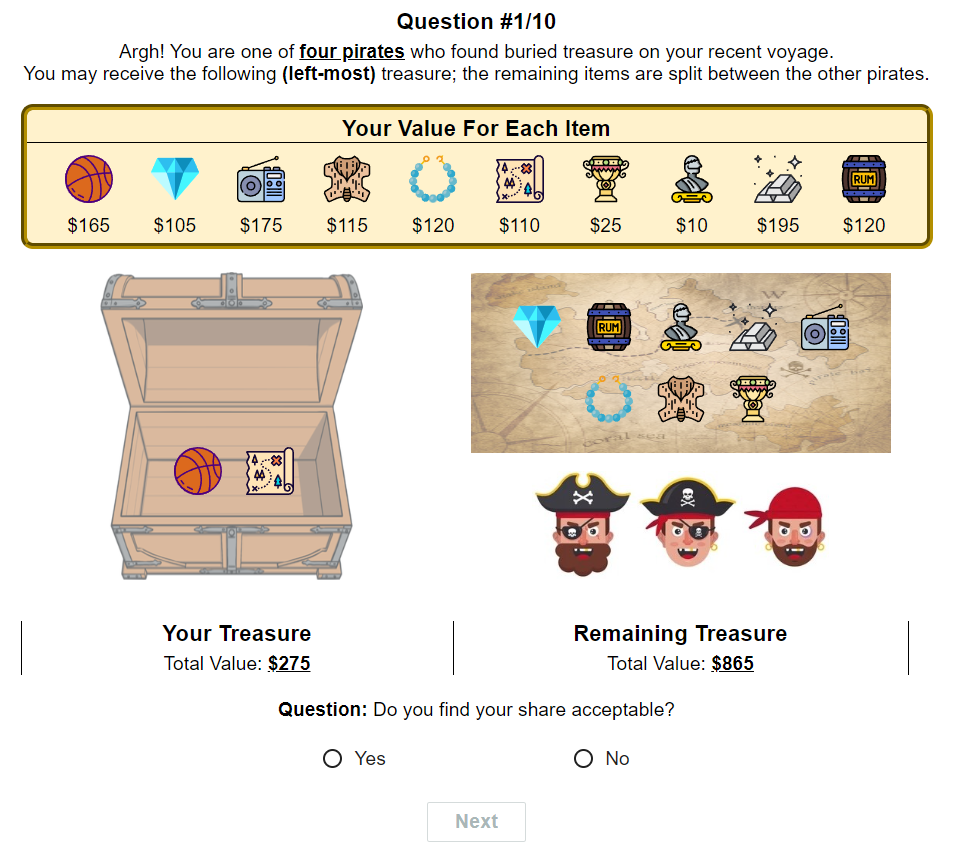 Question #1/10
Argh! You are one of four pirates who found buried treasure on your recent voyage.
You may receive the following (left-most) treasure; the remaining items are split between the other pirates.
Your Value For Each Item
RUM
$165 $105 $175 $115 $120 $110 $25 $10 $195 $120
RUM
coral sea
Your Treasure
Total Value: $275
Remaining Treasure
Total Value: $865
Question: Do you find your share acceptable?
Yes No
Next